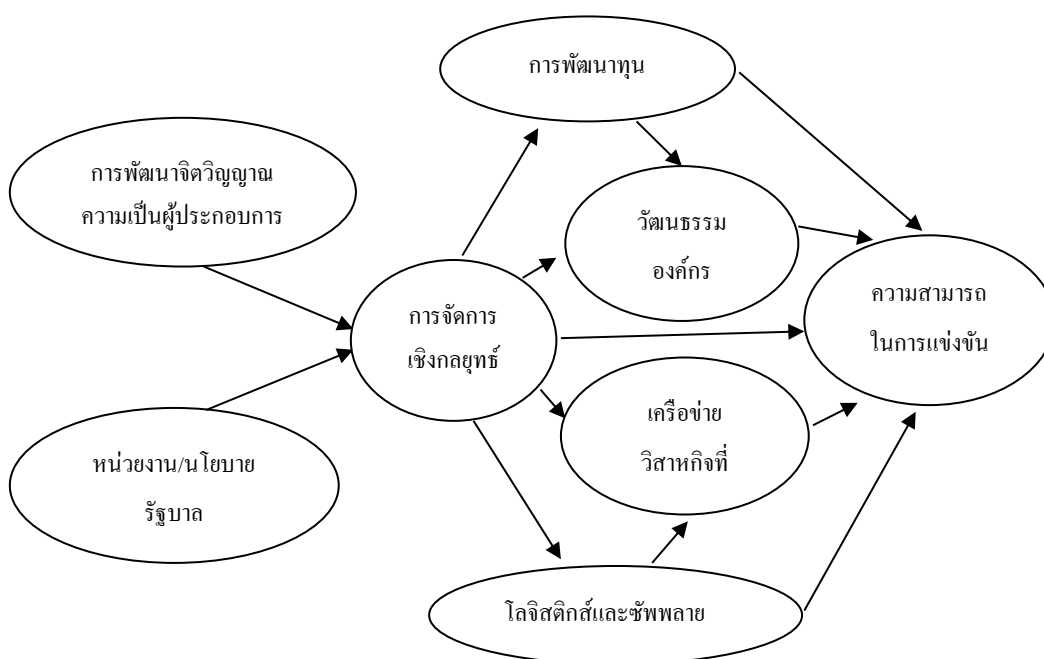 การพัฒนาทุน
การพัฒนาจิตวิญญาณ
ความเป็นผู้ประกอบการ
วัฒนธรรม
องค์กร
ความสามารถ
ในการแข่งขัน
การจัดการ
เชิงกลยุทธ์
เครือข่าย
วิสาหกิจที่
หน่วยงาน/นโยบาย
รัฐบาล
โลจิสติกส์และซัพพลาย